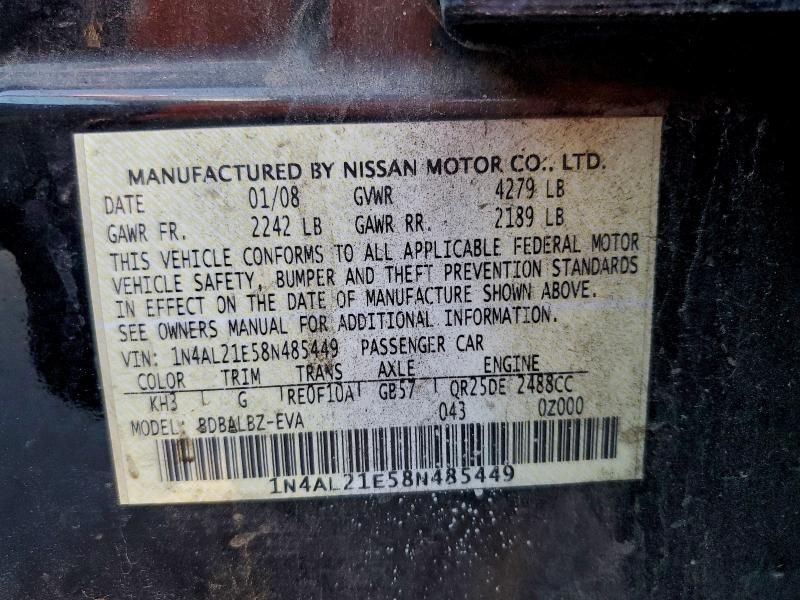 MANUFACTURED BY NISSAN MOTOR CO., LTD.
DATE 01/08 GVWR 4279 LB
GAWR FR. 2242 LB GAWR RR. 2189 LB
THIS VEHICLE CONFORMS TO ALL APPLICABLE FEDERAL MOTOR
VEHICLE SAFETY, BUMPER AND THEFT PREVENTION STANDARDS
IN EFFECT ON THE DATE OF MANUFACTURE SHOWN ABOVE.
SEE OWNERS MANUAL FOR ADDITIONAL INFORMATION.
VIN: 1N4AL21E58N485449 PASSENGER CAR
COLOR TRIM TRANS AXLE ENGINE
KH3 G RE0F10A GB57 QR25DE 2488CC
MODEL: BDBALBZ-EVA 043 0Z000
1N4AL21E58N485449